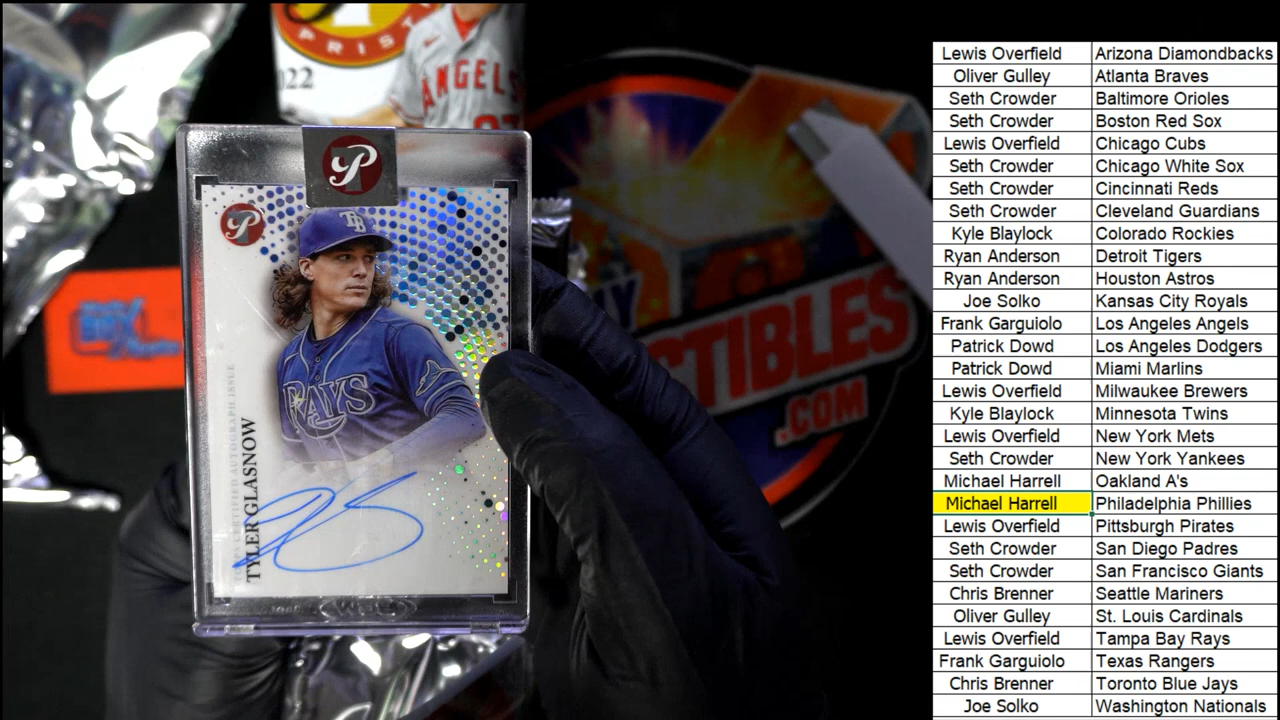 PRIST
22
ANGELS
P
P
TB
RAYS
CERTIFIED AUTOGRAPH ISSUE
TYLER GLASNOW
CTIBLES
.COM
Lewis Overfield Arizona Diamondbacks
Oliver Gulley Atlanta Braves
Seth Crowder Baltimore Orioles
Seth Crowder Boston Red Sox
Lewis Overfield Chicago Cubs
Seth Crowder Chicago White Sox
Seth Crowder Cincinnati Reds
Seth Crowder Cleveland Guardians
Kyle Blaylock Colorado Rockies
Ryan Anderson Detroit Tigers
Ryan Anderson Houston Astros
Joe Solko Kansas City Royals
Frank Garguiolo Los Angeles Angels
Patrick Dowd Los Angeles Dodgers
Patrick Dowd Miami Marlins
Lewis Overfield Milwaukee Brewers
Kyle Blaylock Minnesota Twins
Lewis Overfield New York Mets
Seth Crowder New York Yankees
Michael Harrell Oakland A's
Michael Harrell Philadelphia Phillies
Lewis Overfield Pittsburgh Pirates
Seth Crowder San Diego Padres
Seth Crowder San Francisco Giants
Chris Brenner Seattle Mariners
Oliver Gulley St. Louis Cardinals
Lewis Overfield Tampa Bay Rays
Frank Garguiolo Texas Rangers
Chris Brenner Toronto Blue Jays
Joe Solko Washington Nationals